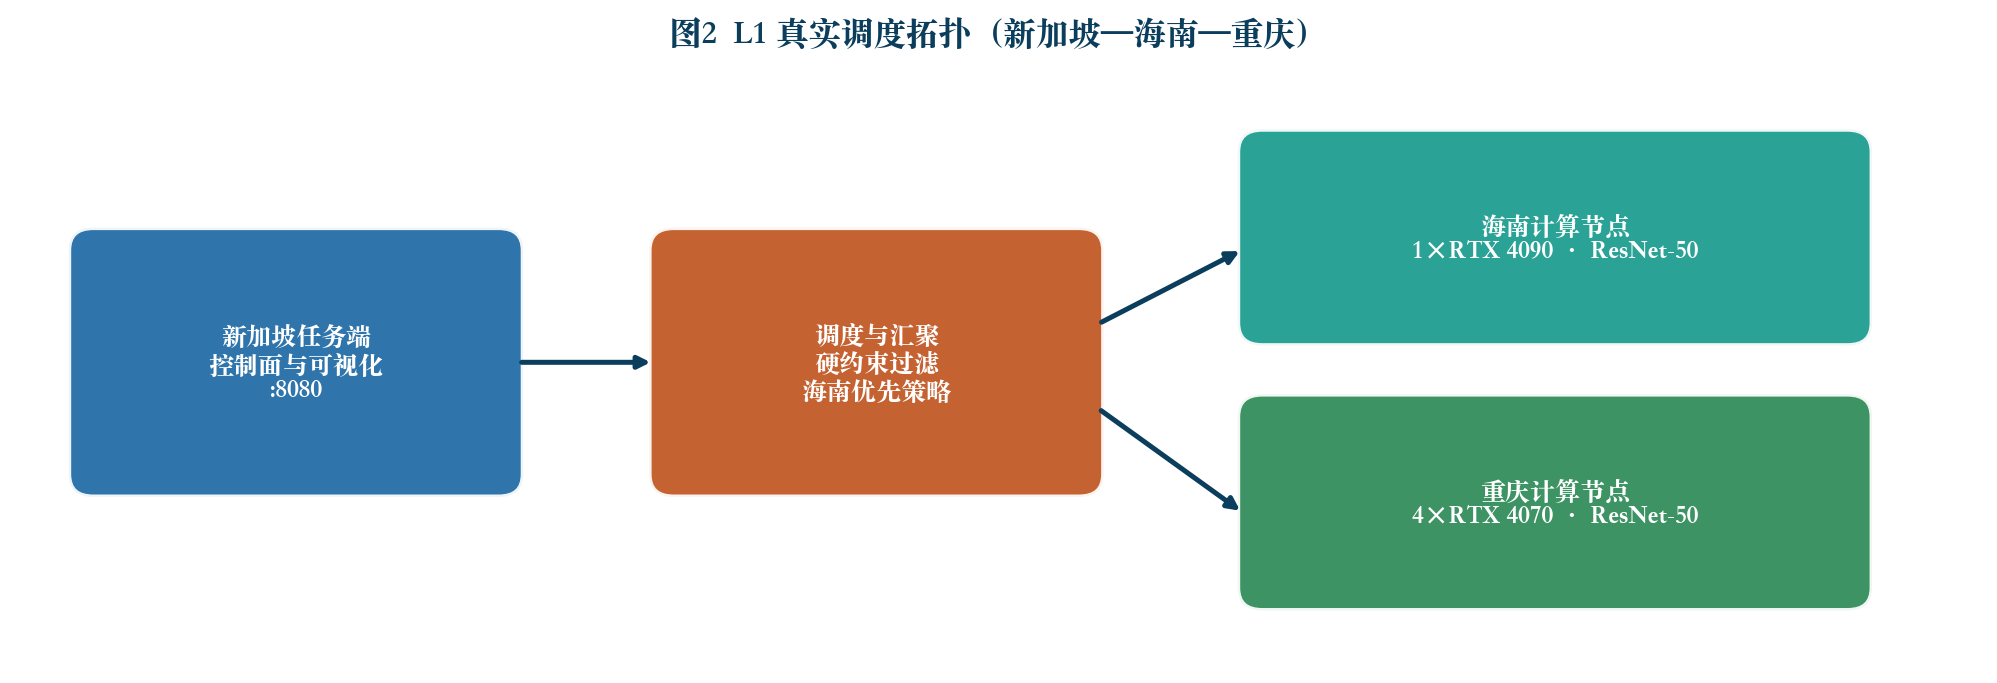 图2 L1 真实调度拓扑（新加坡—海南—重庆）
新加坡任务端
控制面与可视化
:8080
调度与汇聚
硬约束过滤
海南优先策略
海南计算节点
1×RTX 4090 · ResNet-50
重庆计算节点
4×RTX 4070 · ResNet-50